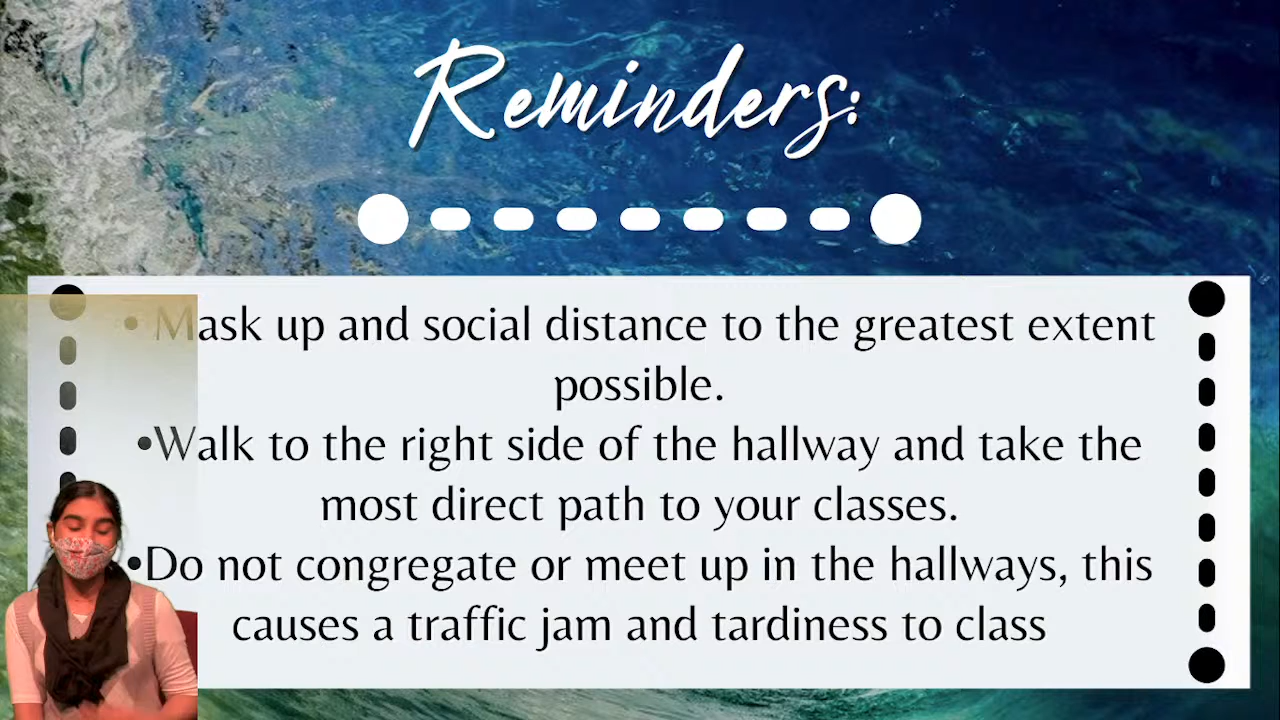 Reminders:
• Mask up and social distance to the greatest extent
possible.
•Walk to the right side of the hallway and take the
most direct path to your classes.
•Do not congregate or meet up in the hallways, this
causes a traffic jam and tardiness to class